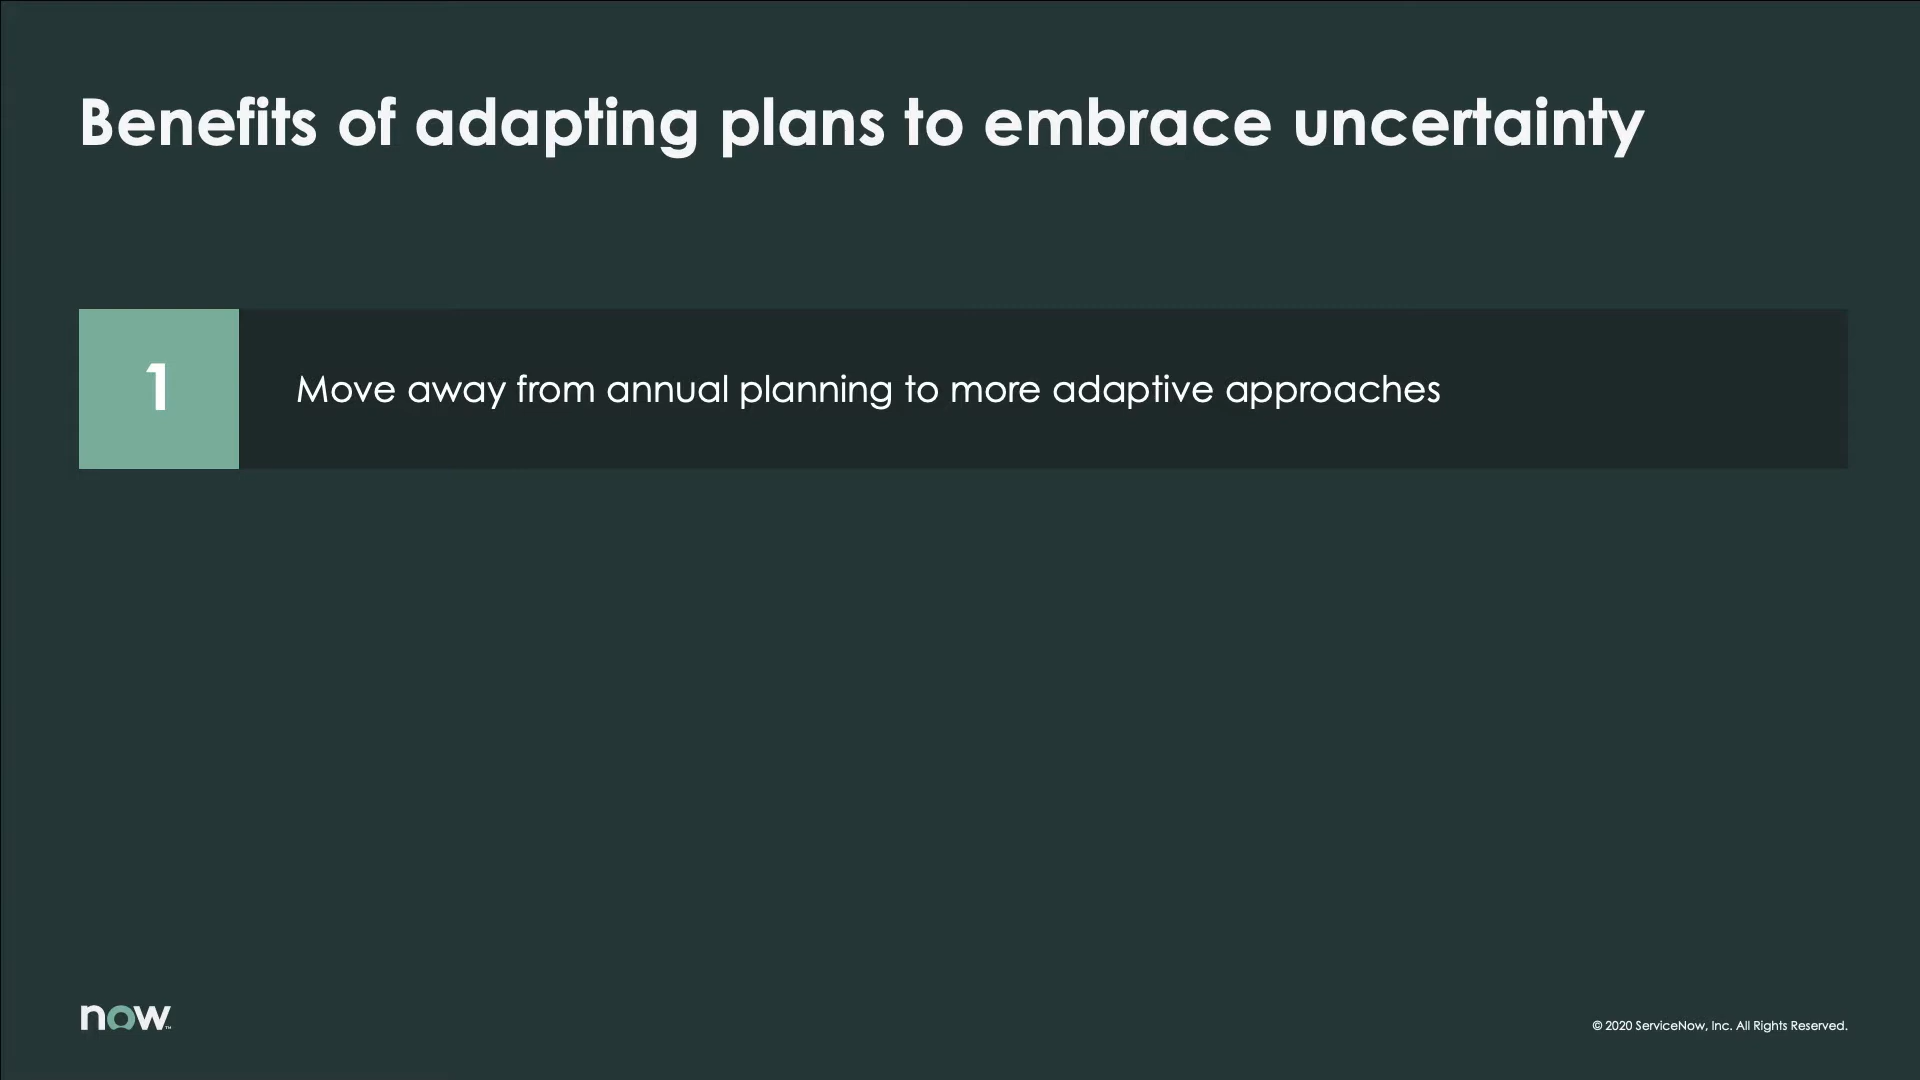 Benefits of adapting plans to embrace uncertainty
1
Move away from annual planning to more adaptive approaches
now™
© 2020 ServiceNow, Inc. All Rights Reserved.